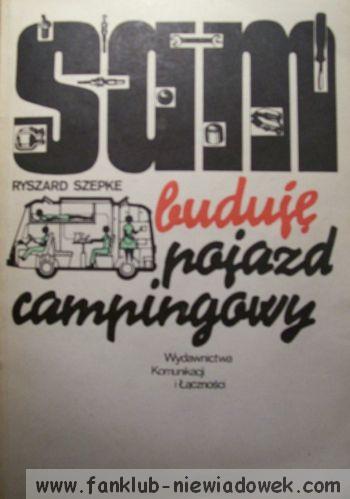 sam
RYSZARD SZEPKE
buduję
pojazd
campingowy
Wydawnictwa
Komunikacji
i Łączności
www.fanklub-niewiadowek.com